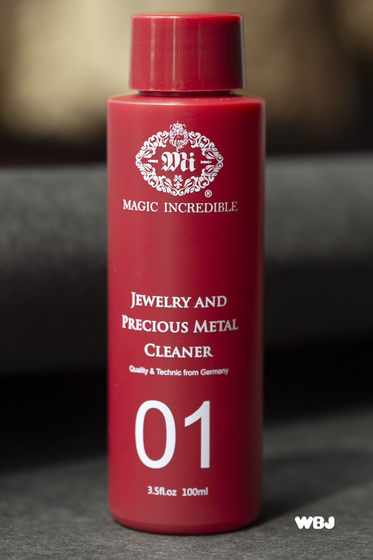 Mi
®
MAGIC INCREDIBLE
JEWELRY AND
PRECIOUS METAL
CLEANER
Quality & Technic from Germany
01
3.5fl.oz 100ml
WBJ